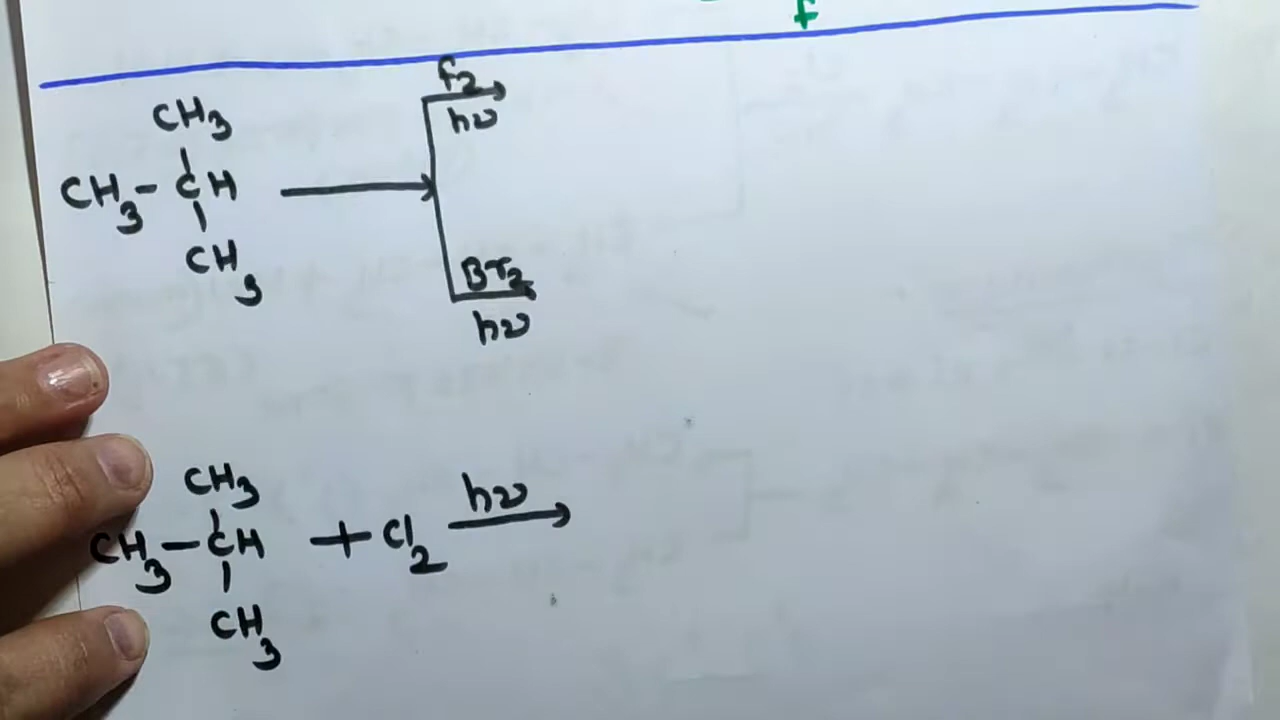 f
CH3
CH3-CH
CH3
f2
hν
Br2
hν
CH3
CH3-CH + Cl2 hν
CH3